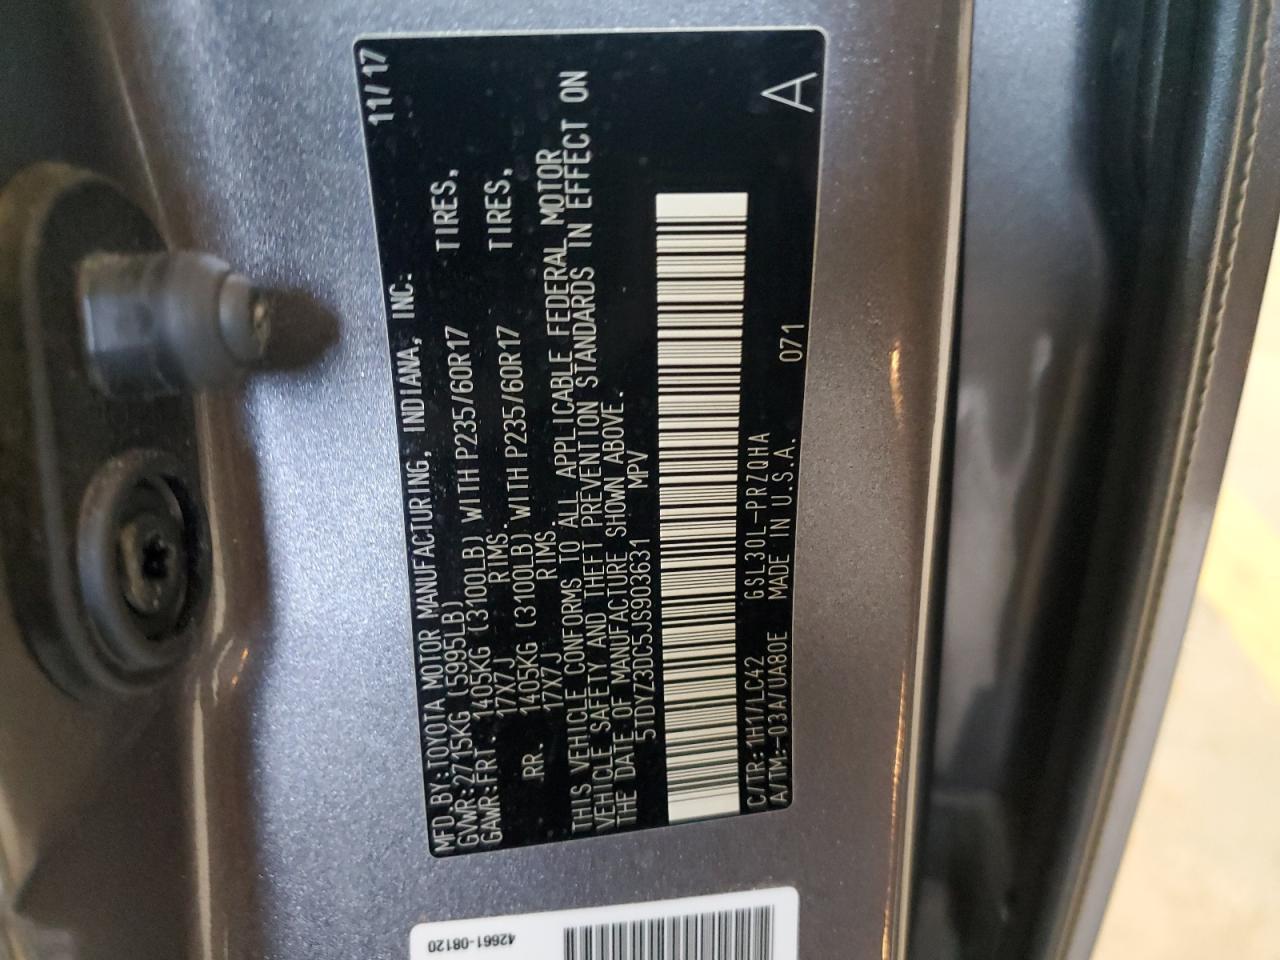 MFD.BY:TOYOTA MOTOR MANUFACTURING, INDIANA, INC. 11/17
GVWR:2715KG (5995LB)
GAWR:FRT. 1405KG (3100LB) WITH P235/60R17 TIRES,
17X7J RIMS.
RR. 1405KG (3100LB) WITH P235/60R17 TIRES,
17X7J RIMS.
THIS VEHICLE CONFORMS TO ALL APPLICABLE FEDERAL MOTOR
VEHICLE SAFETY AND THEFT PREVENTION STANDARDS IN EFFECT ON
THE DATE OF MANUFACTURE SHOWN ABOVE.
5TDYZ3DC5JS903631 MPV
C/TR:1H1/LC42 GSL30L-PRZQHA 071 A
A/TM:-03A/UA80E MADE IN U.S.A.
42661-08120